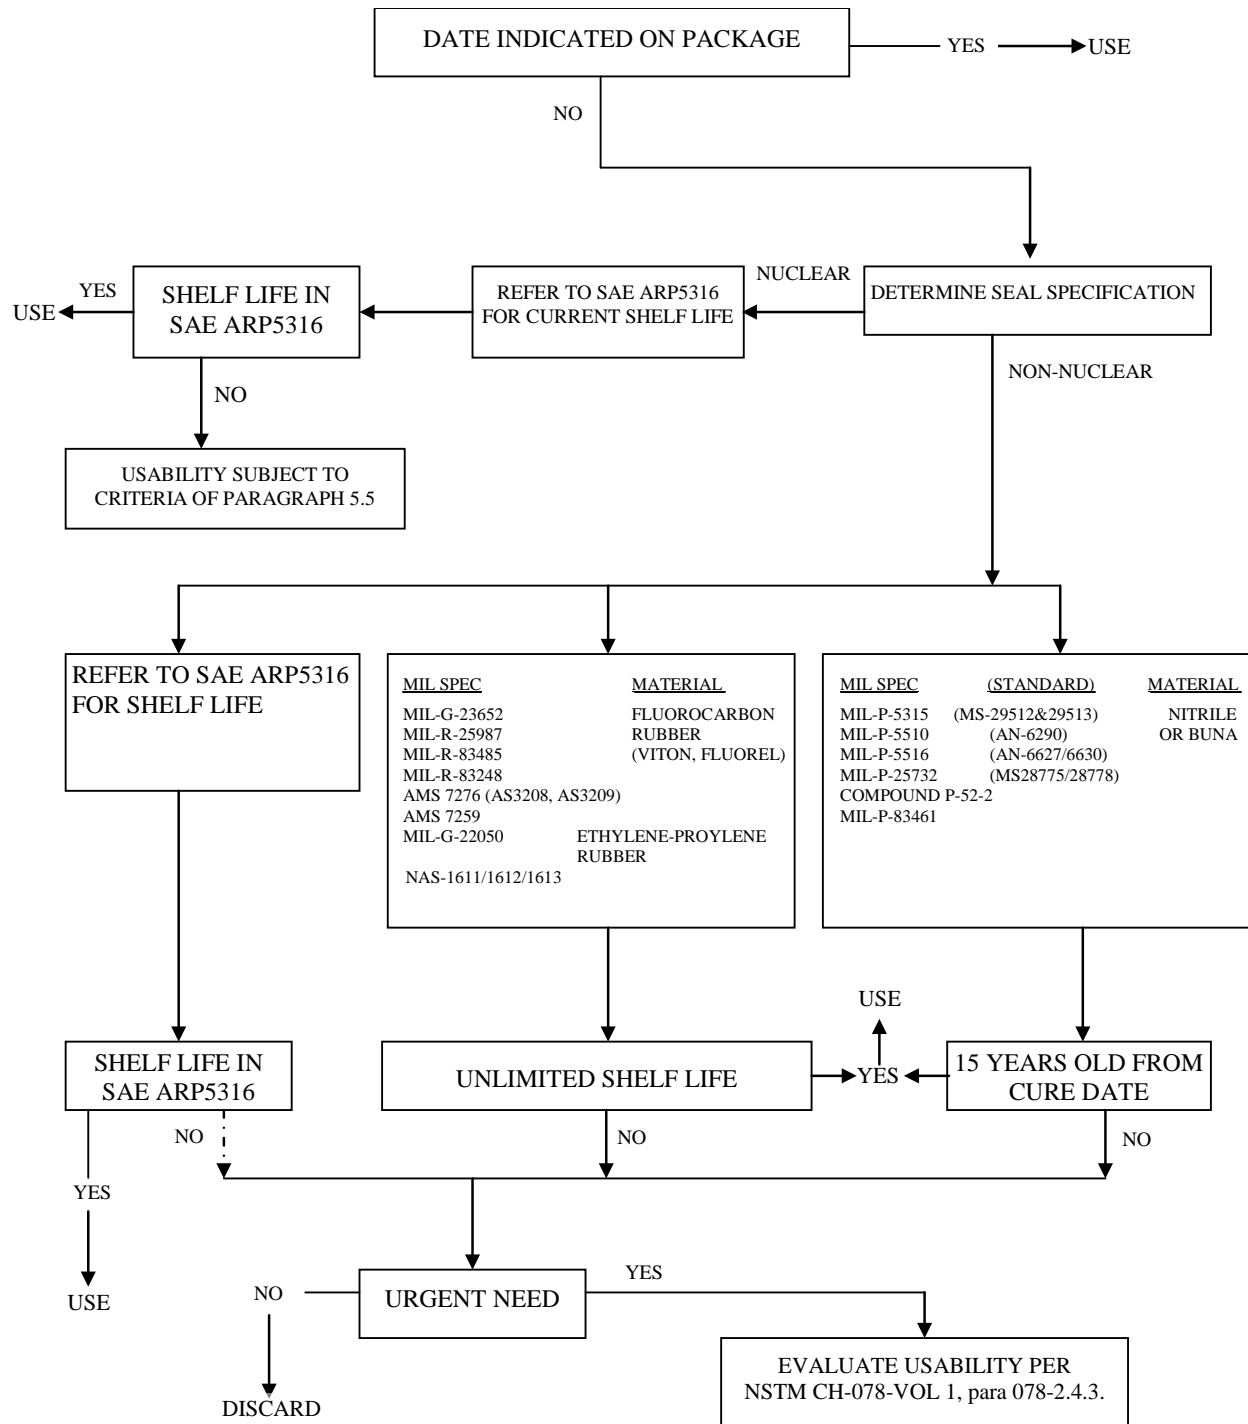 DATE INDICATED ON PACKAGE
YES
USE
NO
DETERMINE SEAL SPECIFICATION
NUCLEAR
REFER TO SAE ARP5316
FOR CURRENT SHELF LIFE
SHELF LIFE IN
SAE ARP5316
YES
USE
NO
USABILITY SUBJECT TO
CRITERIA OF PARAGRAPH 5.5
NON-NUCLEAR
REFER TO SAE ARP5316
FOR SHELF LIFE
MIL SPEC MATERIAL
MIL-G-23652 FLUOROCARBON
MIL-R-25987 RUBBER
MIL-R-83485 (VITON, FLUOREL)
MIL-R-83248
AMS 7276 (AS3208, AS3209)
AMS 7259
MIL-G-22050 ETHYLENE-PROYLENE
RUBBER
NAS-1611/1612/1613
MIL SPEC (STANDARD) MATERIAL
MIL-P-5315 (MS-29512&29513) NITRILE
MIL-P-5510 (AN-6290) OR BUNA
MIL-P-5516 (AN-6627/6630)
MIL-P-25732 (MS28775/28778)
COMPOUND P-52-2
MIL-P-83461
SHELF LIFE IN
SAE ARP5316
UNLIMITED SHELF LIFE
USE
YES
15 YEARS OLD FROM
CURE DATE
NO
NO
NO
YES
USE
URGENT NEED
NO
DISCARD
YES
EVALUATE USABILITY PER
NSTM CH-078-VOL 1, para 078-2.4.3.